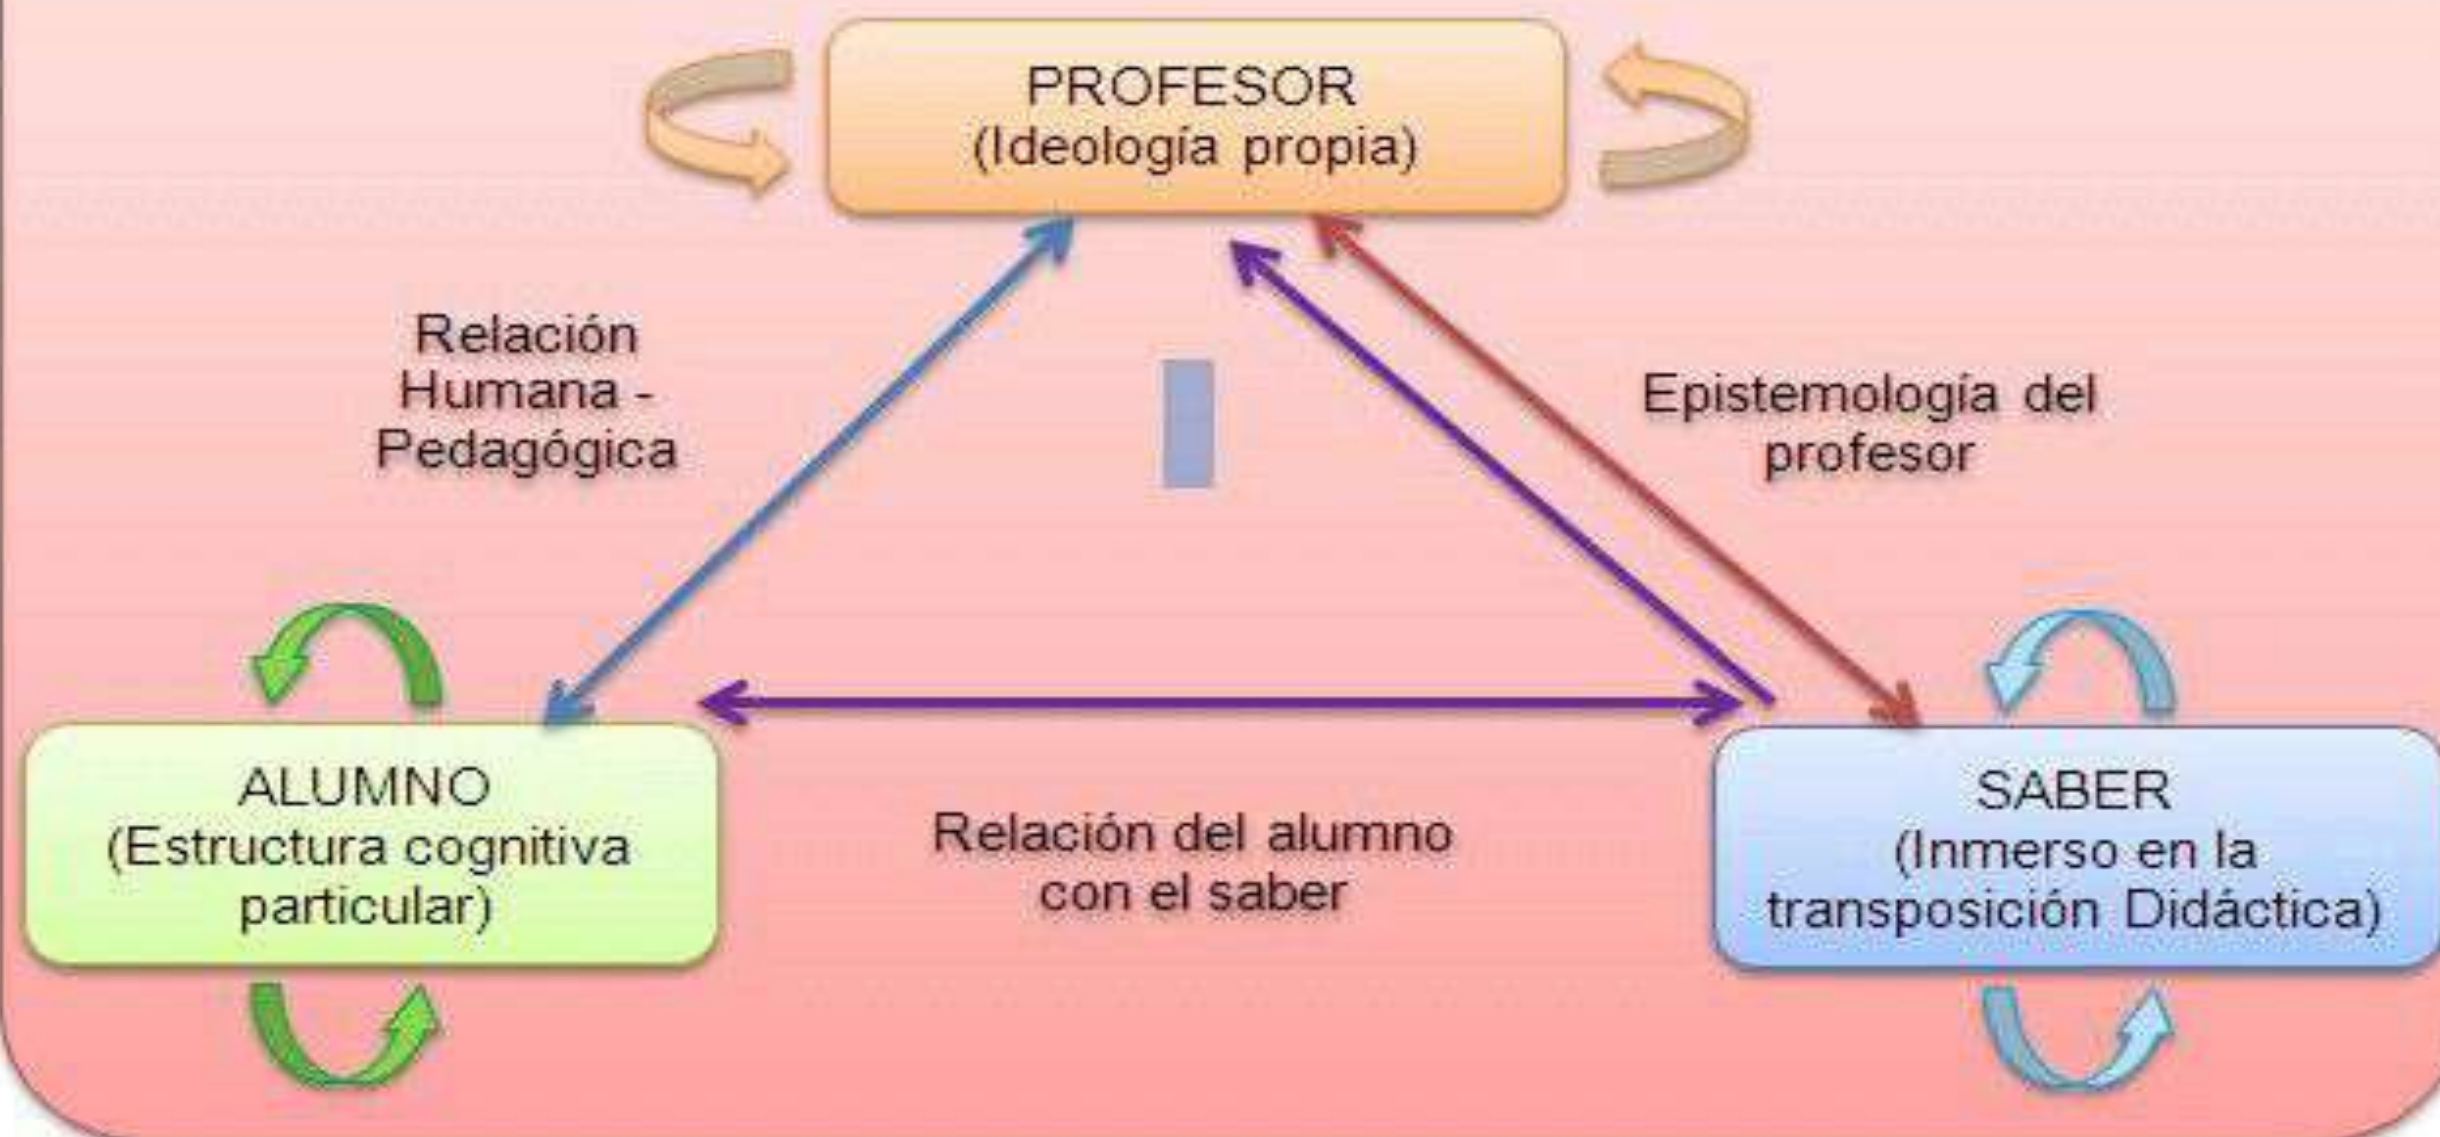 PROFESOR
(Ideología propia)
Relación
Humana -
Pedagógica
Epistemología del
profesor
ALUMNO
(Estructura cognitiva
particular)
Relación del alumno
con el saber
SABER
(Inmerso en la
transposición Didáctica)